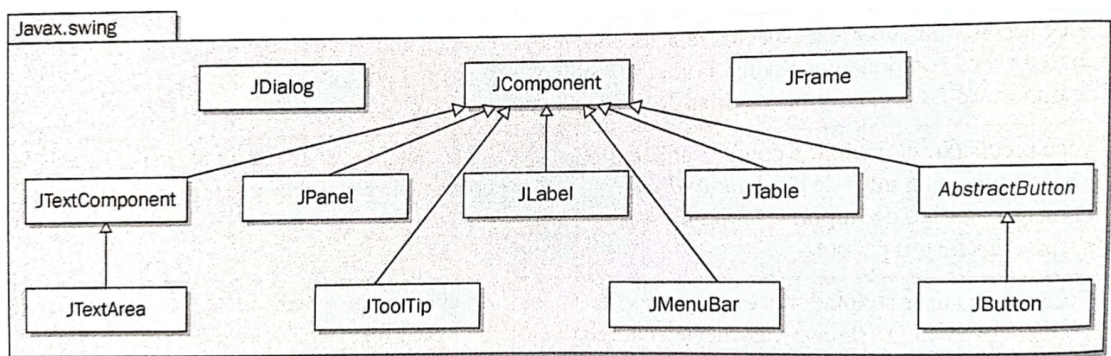 Javax.swing
JDialog
JComponent
JFrame
JTextComponent
JPanel
JLabel
JTable
AbstractButton
JTextArea
JToolTip
JMenuBar
JButton